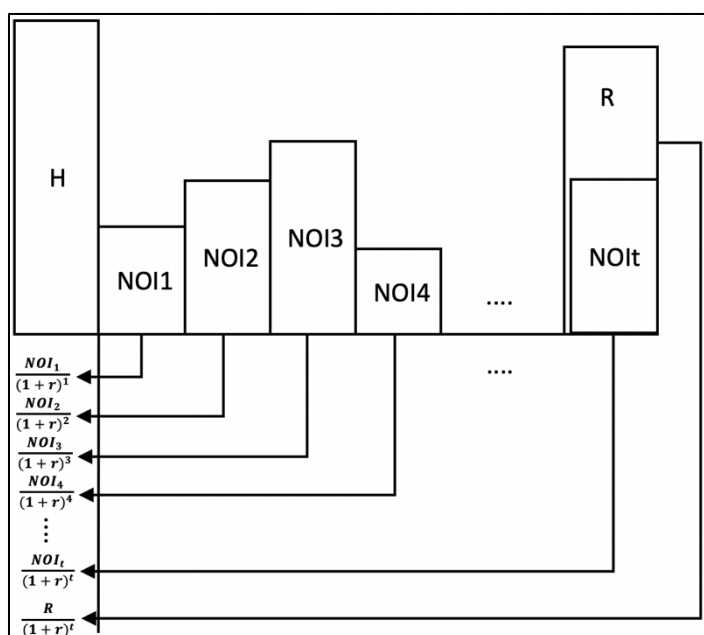 H
R
NOI1
NOI2
NOI3
NOI4
....
NOIt
....
NOI₁
(1 + r)¹
NOI₂
(1 + r)²
NOI₃
(1 + r)³
NOI₄
(1 + r)⁴
NOIₜ
(1 + r)ᵗ
R
(1 + r)ᵗ